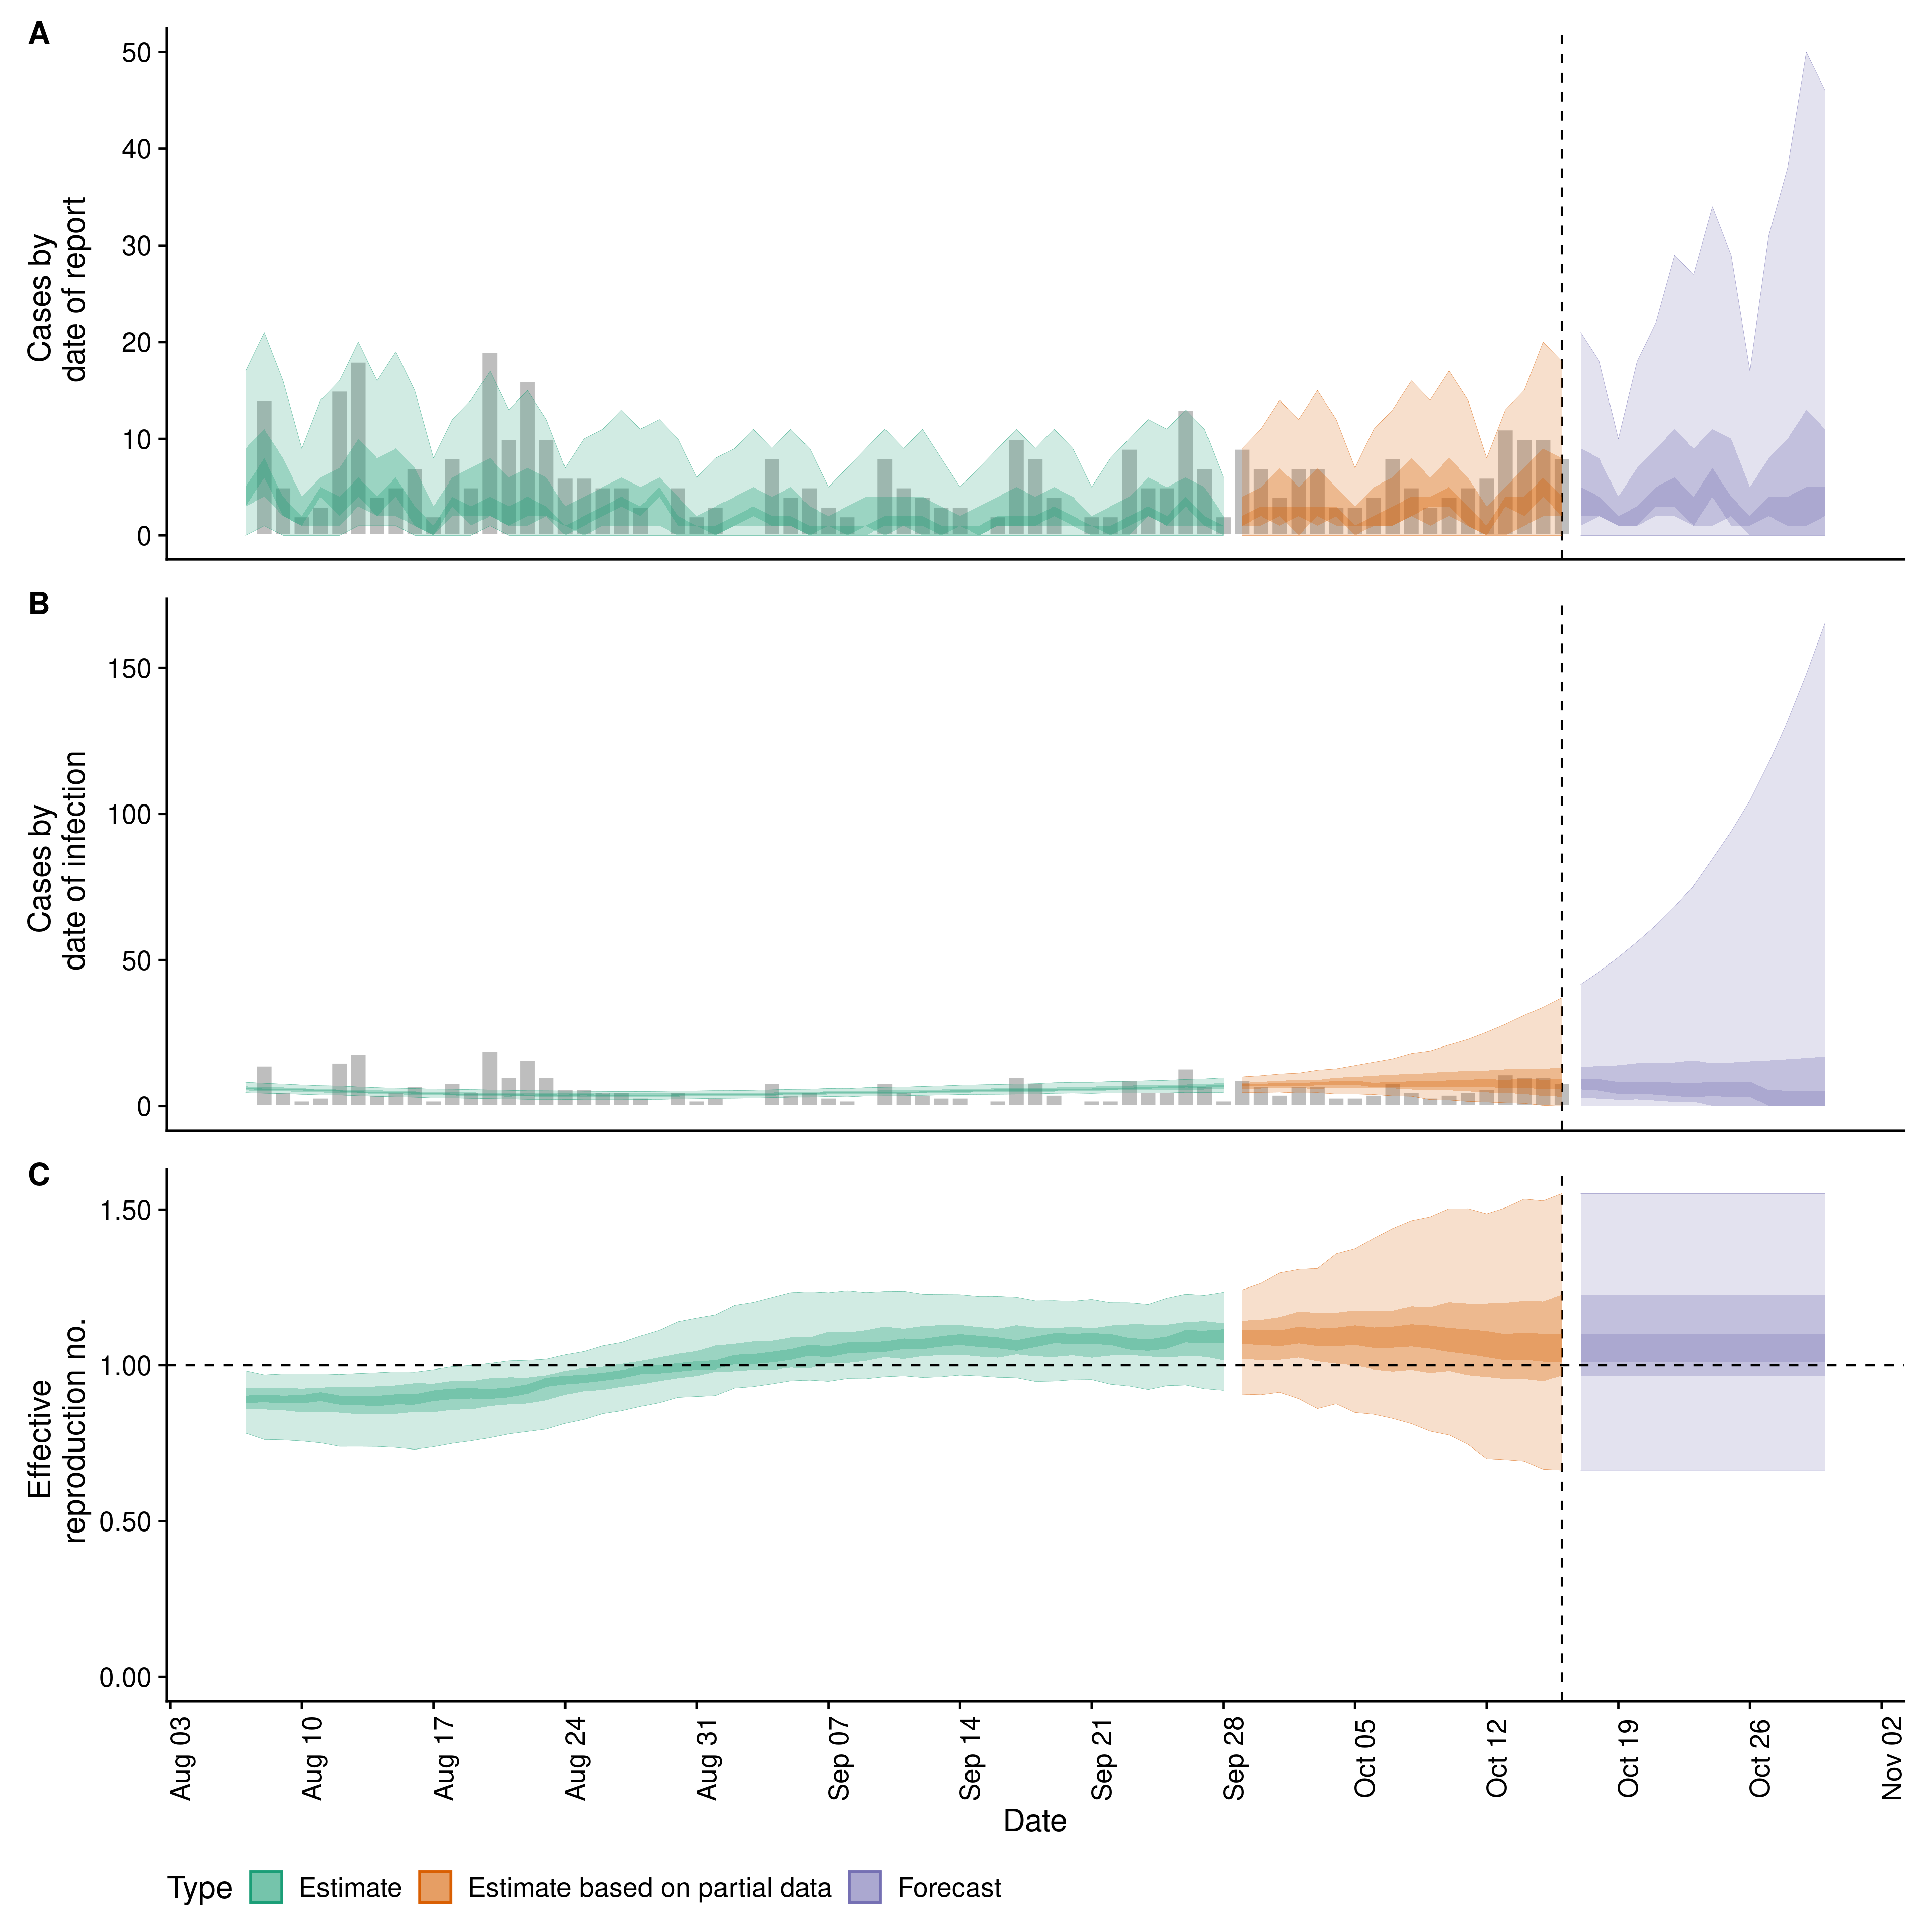 A
50
40
30
20
10
0
Cases by
date of report
B
150
100
50
0
Cases by
date of infection
C
1.50
1.00
0.50
0.00
Effective
reproduction no.
Aug 03
Aug 10
Aug 17
Aug 24
Aug 31
Sep 07
Sep 14
Sep 21
Sep 28
Oct 05
Oct 12
Oct 19
Oct 26
Nov 02
Date
Type Estimate Estimate based on partial data Forecast